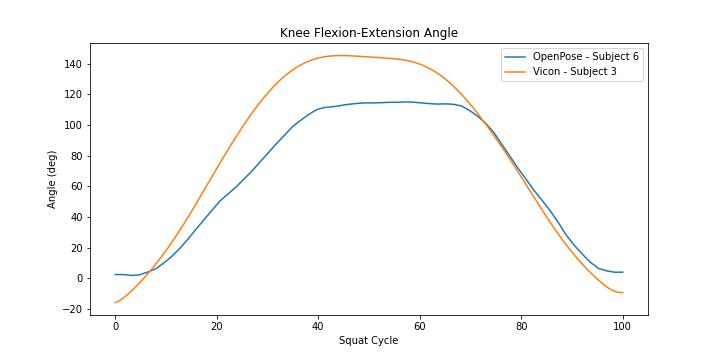 Knee Flexion-Extension Angle
OpenPose - Subject 6
Vicon - Subject 3
Angle (deg)
140
120
100
80
60
40
20
0
−20
0 20 40 60 80 100
Squat Cycle